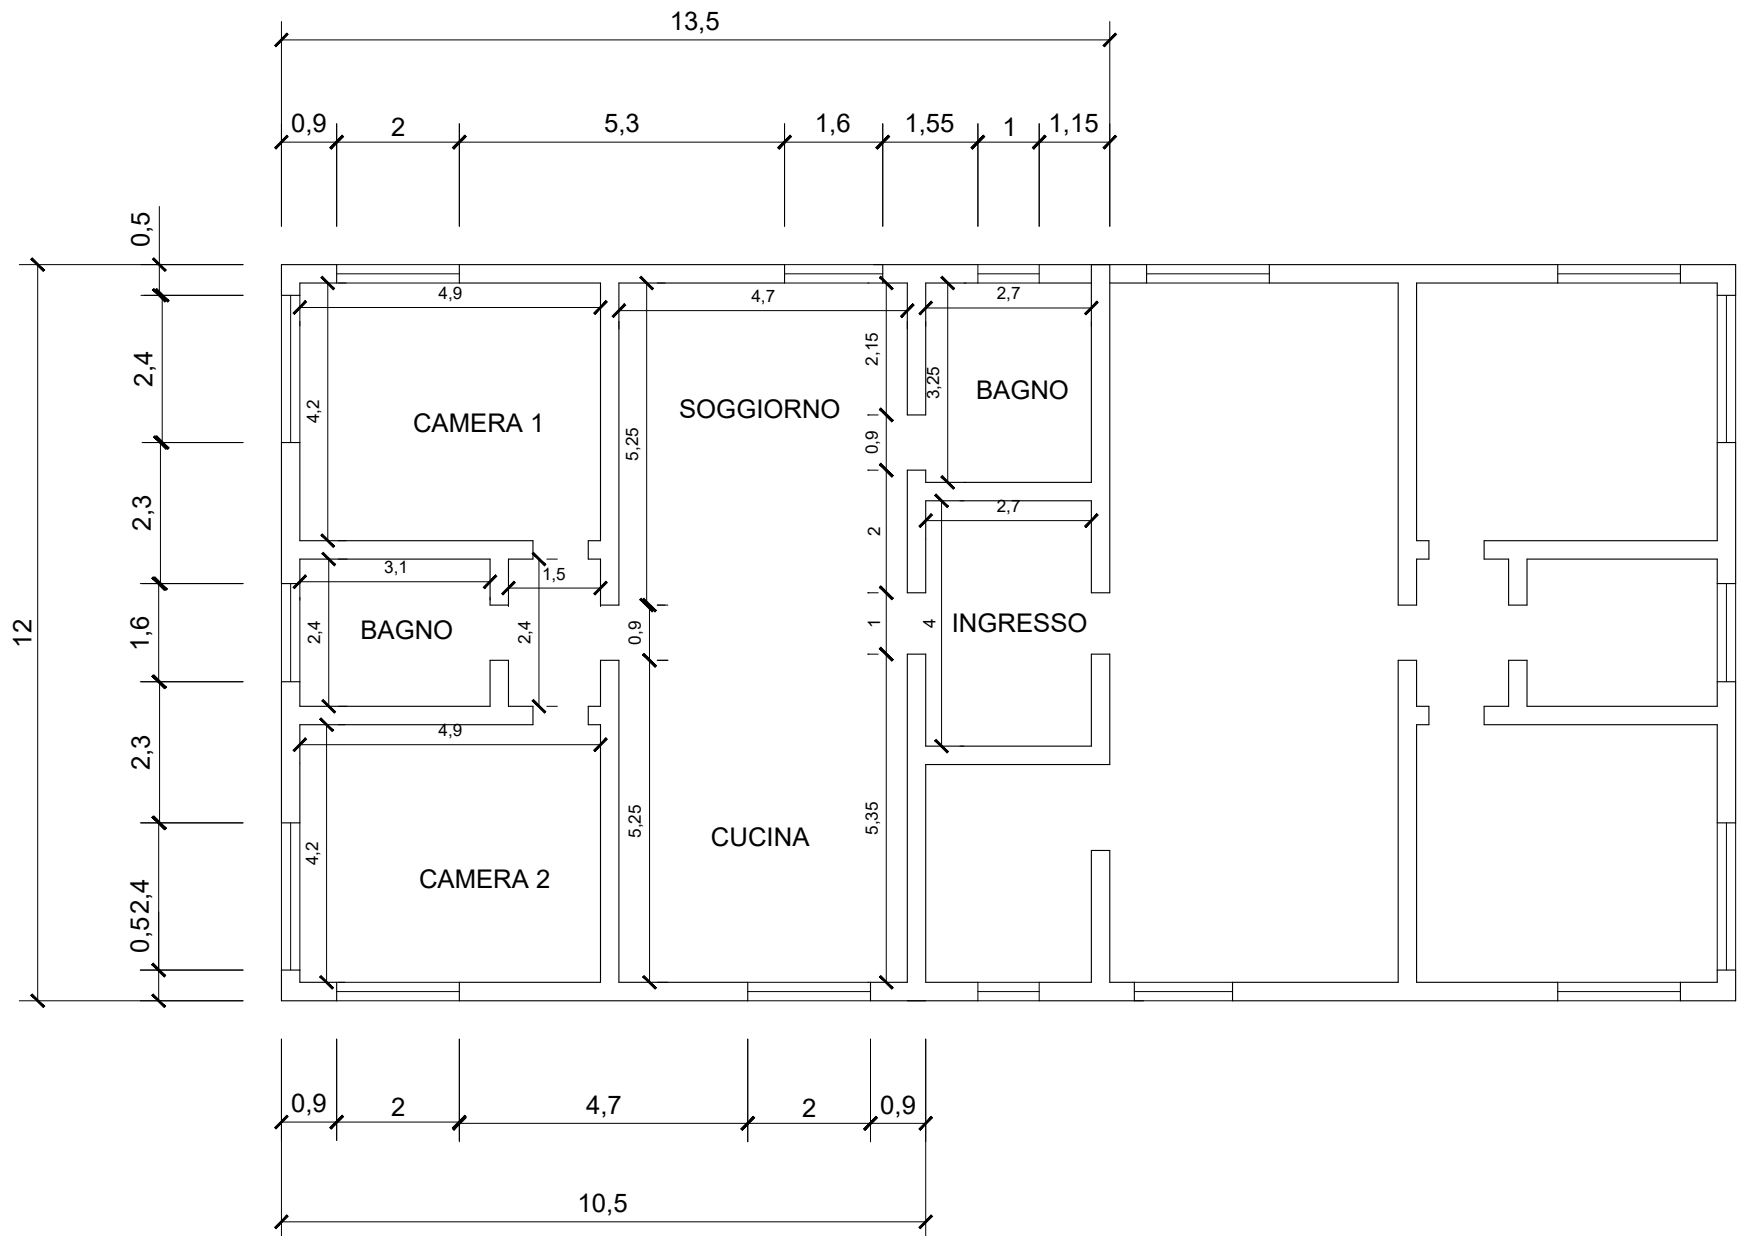 13,5
0,9 2 5,3 1,6 1,55 1 1,15
0,5
2,4
2,3
1,6
2,3
2,4
0,5
12
4,9 4,7 2,7
4,2 CAMERA 1
5,25 SOGGIORNO
2,15
0,9
2
1
5,35
3,25 BAGNO
2,7
3,1 1,5
2,4 BAGNO 2,4
0,9
4 INGRESSO
4,9
4,2 CAMERA 2
5,25 CUCINA
0,9 2 4,7 2 0,9
10,5